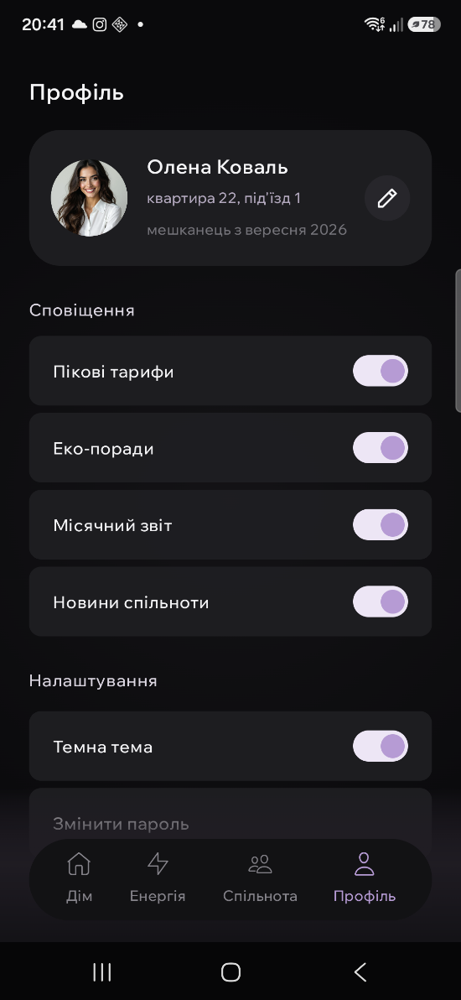 20:41
6
78
Профіль
Олена Коваль
квартира 22, під'їзд 1
мешканець з вересня 2026
Сповіщення
Пікові тарифи
Еко-поради
Місячний звіт
Новини спільноти
Налаштування
Темна тема
Змінити пароль
Дім
Енергія
Спільнота
Профіль